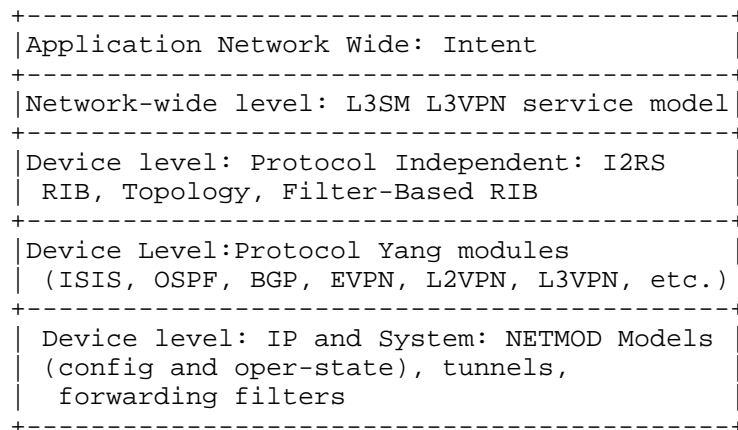 +--------------------------------------------+
|Application Network Wide: Intent            |
+--------------------------------------------+
|Network-wide level: L3SM L3VPN service model|
+--------------------------------------------+
|Device level: Protocol Independent: I2RS    |
| RIB, Topology, Filter-Based RIB            |
+--------------------------------------------+
|Device Level:Protocol Yang modules          |
| (ISIS, OSPF, BGP, EVPN, L2VPN, L3VPN, etc.)|
+--------------------------------------------+
| Device level: IP and System: NETMOD Models |
| (config and oper-state), tunnels,          |
|  forwarding filters                        |
+--------------------------------------------+